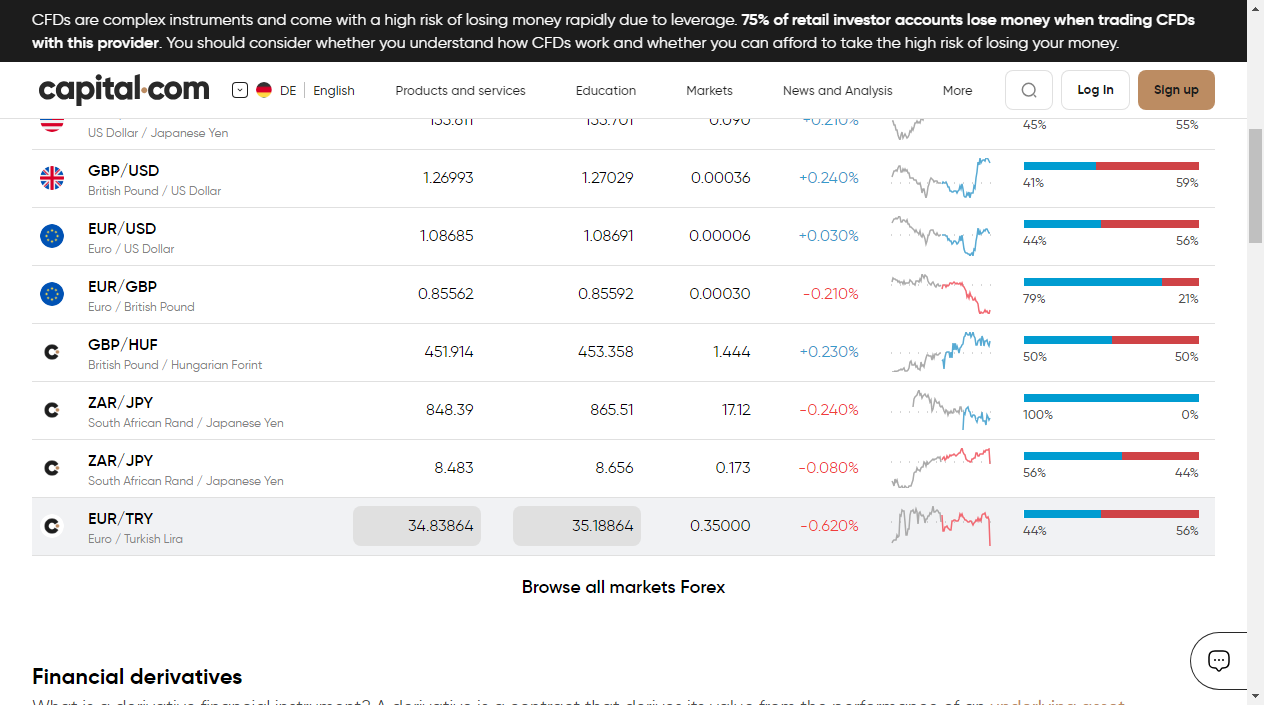 CFDs are complex instruments and come with a high risk of losing money rapidly due to leverage. 75% of retail investor accounts lose money when trading CFDs
with this provider. You should consider whether you understand how CFDs work and whether you can afford to take the high risk of losing your money.
capital.com DE English Products and services Education Markets News and Analysis More Log In Sign up
133.611 133.701 0.090 +0.210%
US Dollar / Japanese Yen 45% 55%
GBP/USD 1.26993 1.27029 0.00036 +0.240%
British Pound / US Dollar 41% 59%
EUR/USD 1.08685 1.08691 0.00006 +0.030%
Euro / US Dollar 44% 56%
EUR/GBP 0.85562 0.85592 0.00030 -0.210%
Euro / British Pound 79% 21%
GBP/HUF 451.914 453.358 1.444 +0.230%
British Pound / Hungarian Forint 50% 50%
ZAR/JPY 848.39 865.51 17.12 -0.240%
South African Rand / Japanese Yen 100% 0%
ZAR/JPY 8.483 8.656 0.173 -0.080%
South African Rand / Japanese Yen 56% 44%
EUR/TRY 34.83864 35.18864 0.35000 -0.620%
Euro / Turkish Lira 44% 56%
Browse all markets Forex
Financial derivatives
What is a derivative financial instrument? A derivative is a contract that derives its value from the performance of an underlying asset